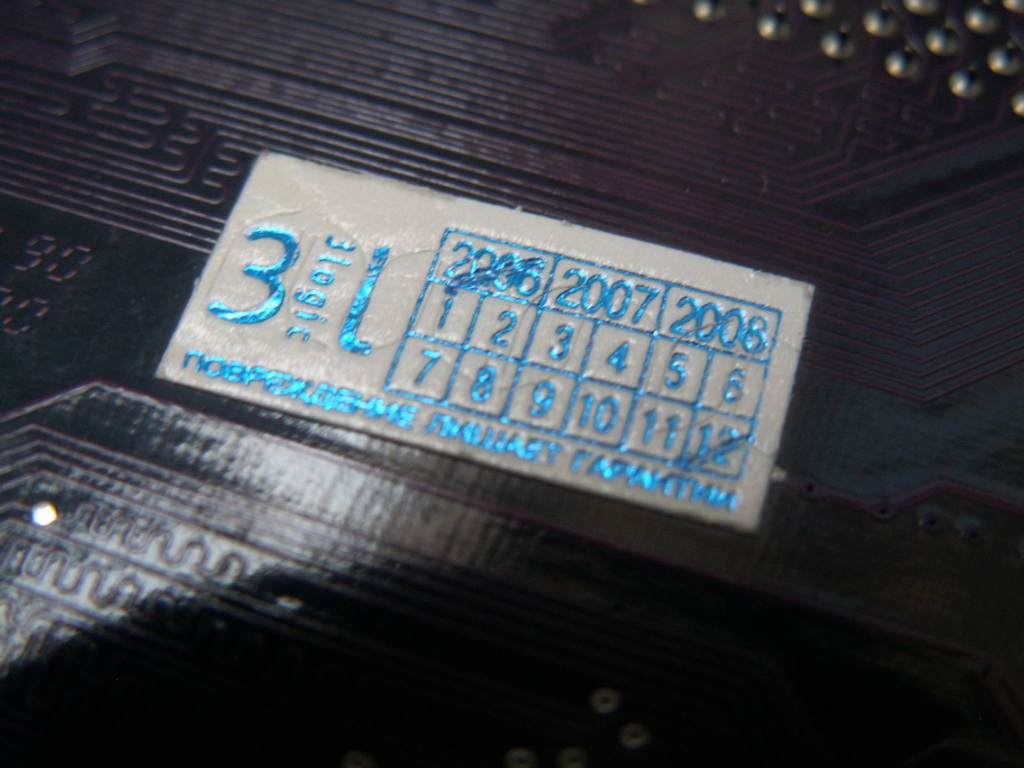 3l
3logic
2006 2007 2008
1 2 3 4 5 6
7 8 9 10 11 12
ПОВРЕЖДЕНИЕ ЛИШАЕТ ГАРАНТИИ
90